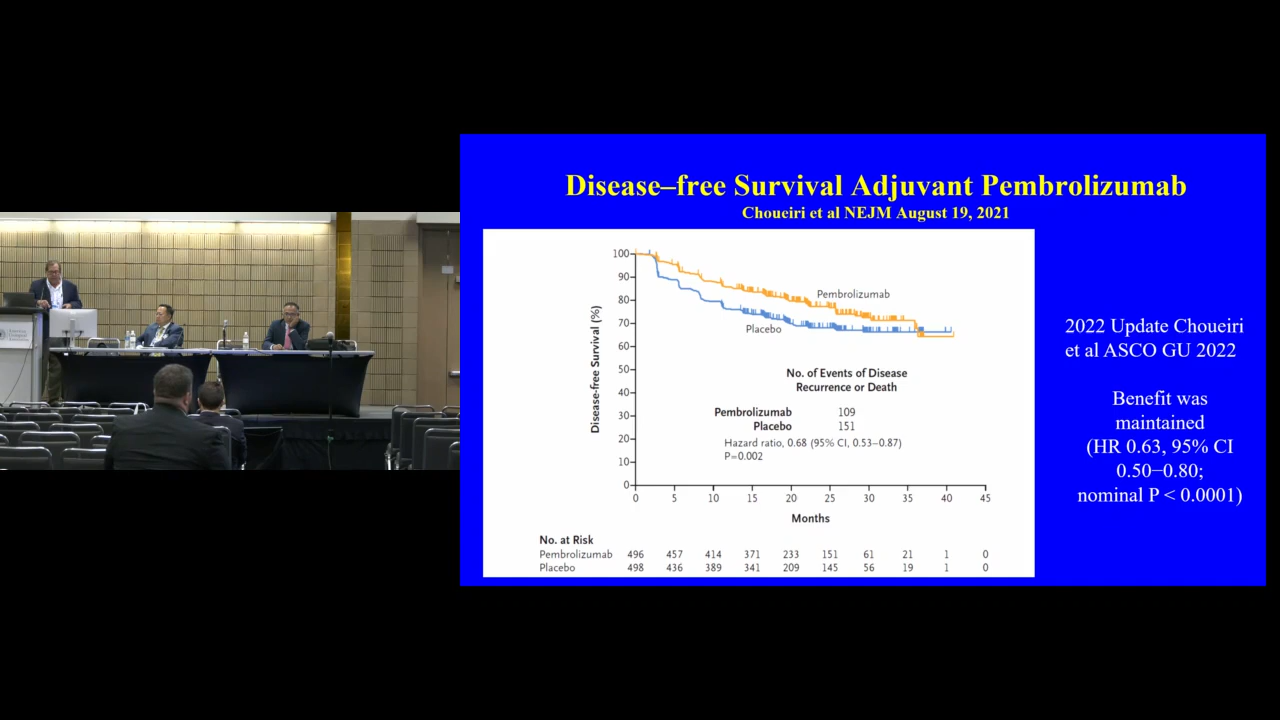 Disease–free Survival Adjuvant Pembrolizumab
Choueiri et al NEJM August 19, 2021
100
90
80
70
60
50
40
30
20
10
0
Disease-free Survival (%)
Pembrolizumab
Placebo
No. of Events of Disease
Recurrence or Death
Pembrolizumab 109
Placebo 151
Hazard ratio, 0.68 (95% CI, 0.53–0.87)
P=0.002
0 5 10 15 20 25 30 35 40 45
Months
No. at Risk
Pembrolizumab 496 457 414 371 233 151 61 21 1 0
Placebo 498 436 389 341 209 145 56 19 1 0
2022 Update Choueiri
et al ASCO GU 2022
Benefit was
maintained
(HR 0.63, 95% CI
0.50–0.80;
nominal P < 0.0001)